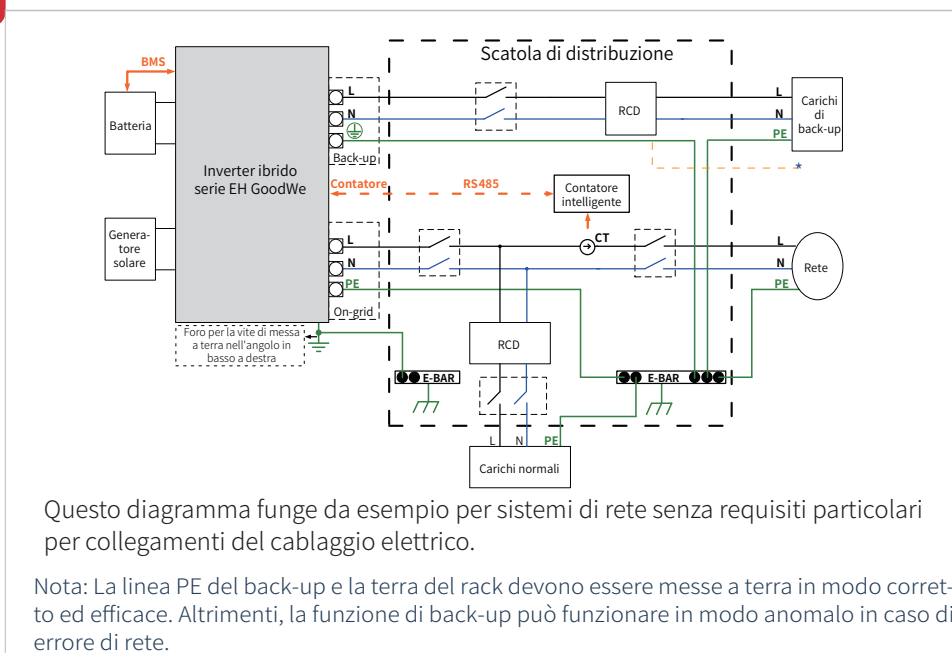 Scatola di distribuzione
BMS
Batteria
Inverter ibrido
serie EH GoodWe
L
N
Back-up
RCD
L
N
PE
Carichi
di
back-up
*
Contatore
RS485
Contatore
intelligente
Genera-
tore
solare
L
N
PE
On-grid
CT
L
N
PE
Rete
Foro per la vite di messa
a terra nell'angolo in
basso a destra
RCD
E-BAR
E-BAR
L N PE
Carichi normali
Questo diagramma funge da esempio per sistemi di rete senza requisiti particolari
per collegamenti del cablaggio elettrico.
Nota: La linea PE del back-up e la terra del rack devono essere messe a terra in modo corret-
to ed efficace. Altrimenti, la funzione di back-up può funzionare in modo anomalo in caso di
errore di rete.